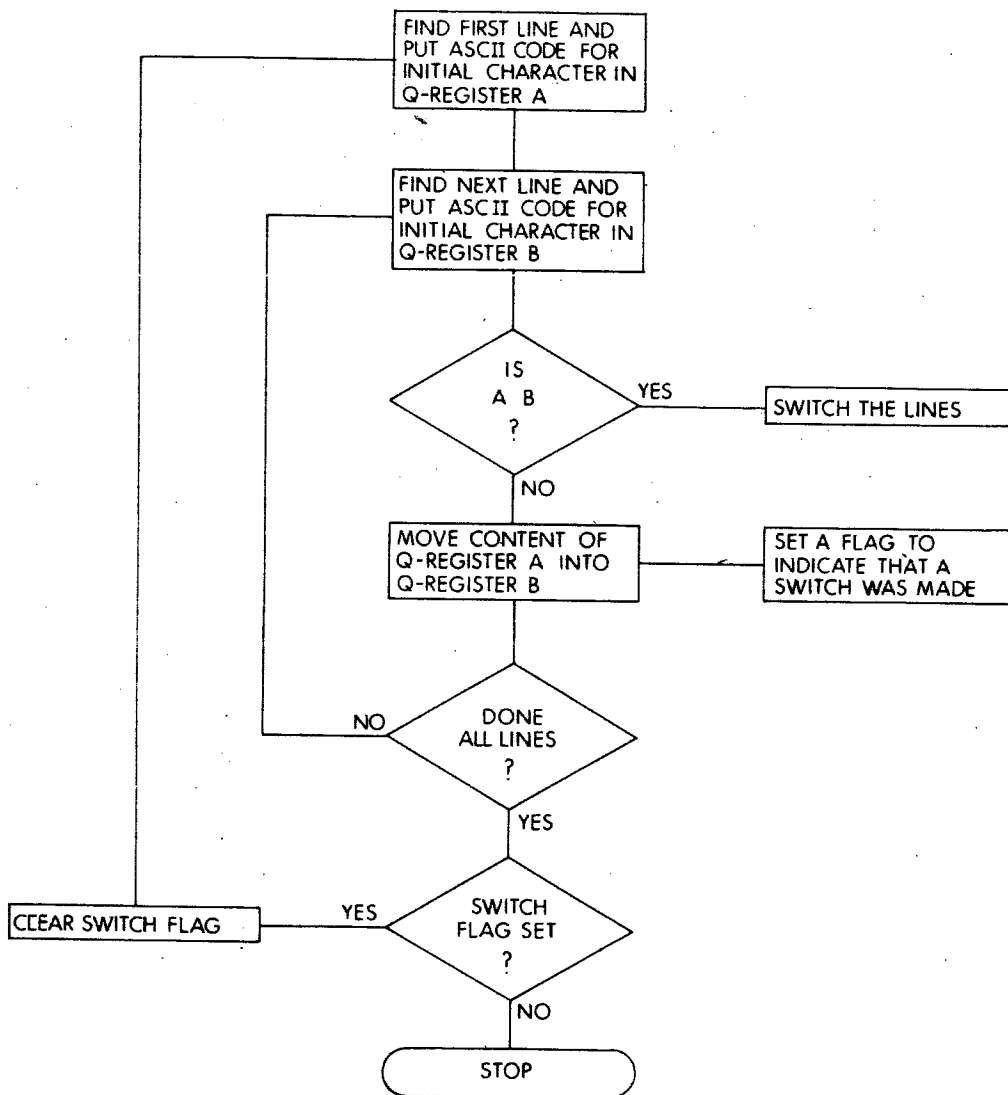 FIND FIRST LINE AND
PUT ASCII CODE FOR
INITIAL CHARACTER IN
Q-REGISTER A
FIND NEXT LINE AND
PUT ASCII CODE FOR
INITIAL CHARACTER IN
Q-REGISTER B
IS
A B
?
YES
SWITCH THE LINES
NO
MOVE CONTENT OF
Q-REGISTER A INTO
Q-REGISTER B
SET A FLAG TO
INDICATE THAT A
SWITCH WAS MADE
NO
DONE
ALL LINES
?
YES
CLEAR SWITCH FLAG
YES
SWITCH
FLAG SET
?
NO
STOP